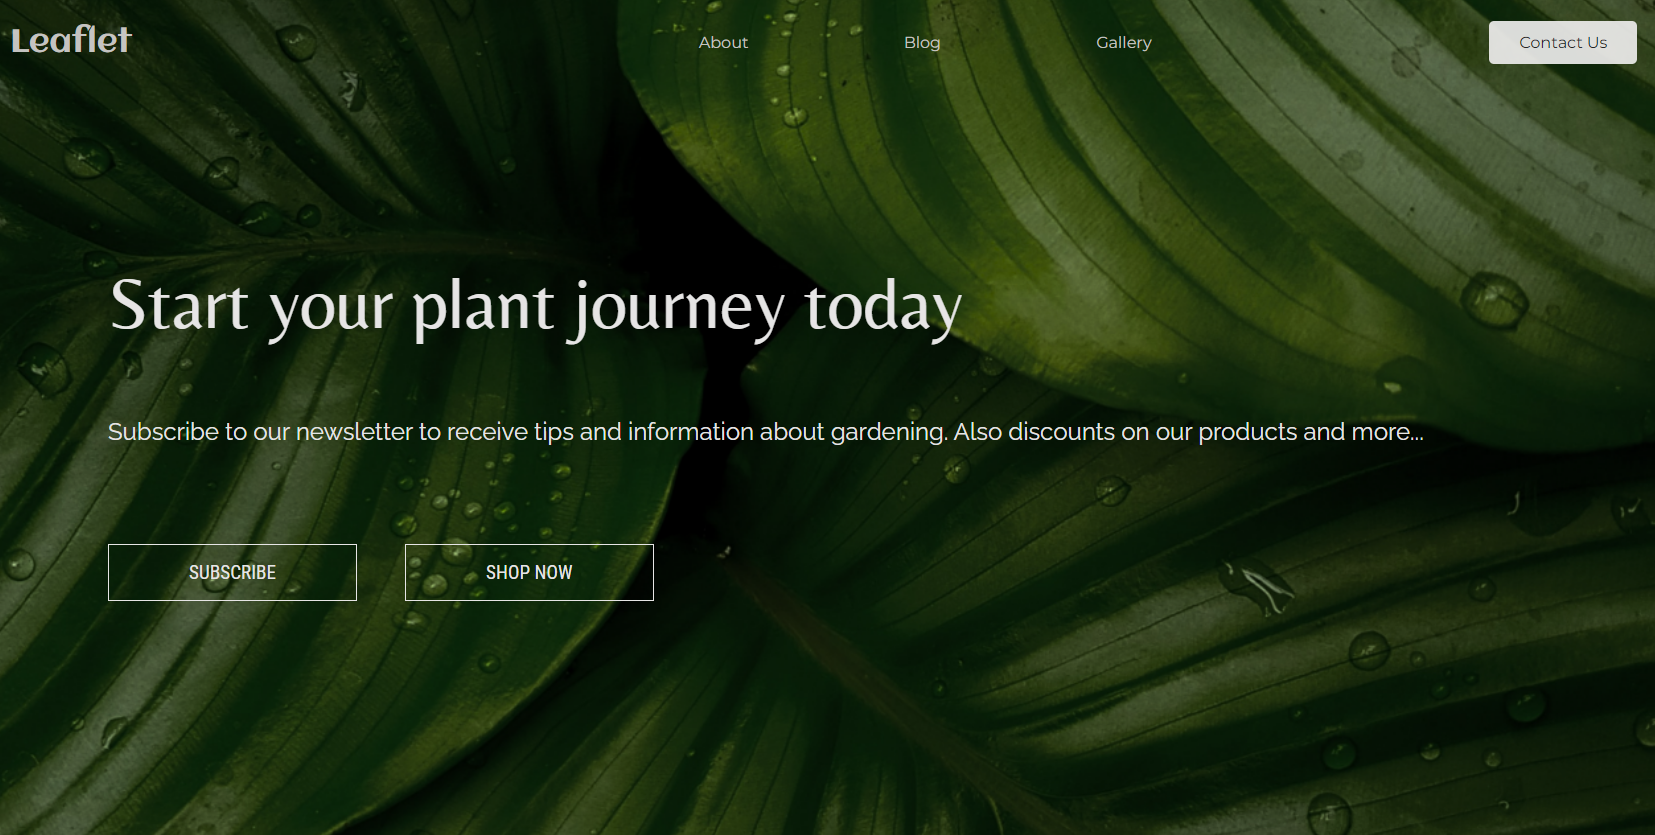 Leaflet
About
Blog
Gallery
Contact Us
Start your plant journey today
Subscribe to our newsletter to receive tips and information about gardening. Also discounts on our products and more...
SUBSCRIBE
SHOP NOW